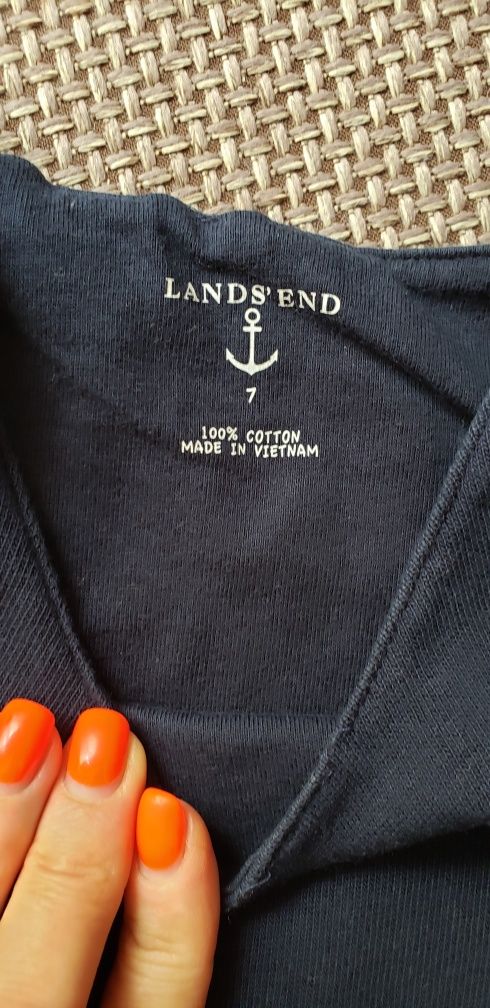 LANDS' END
7
100% COTTON
MADE IN VIETNAM